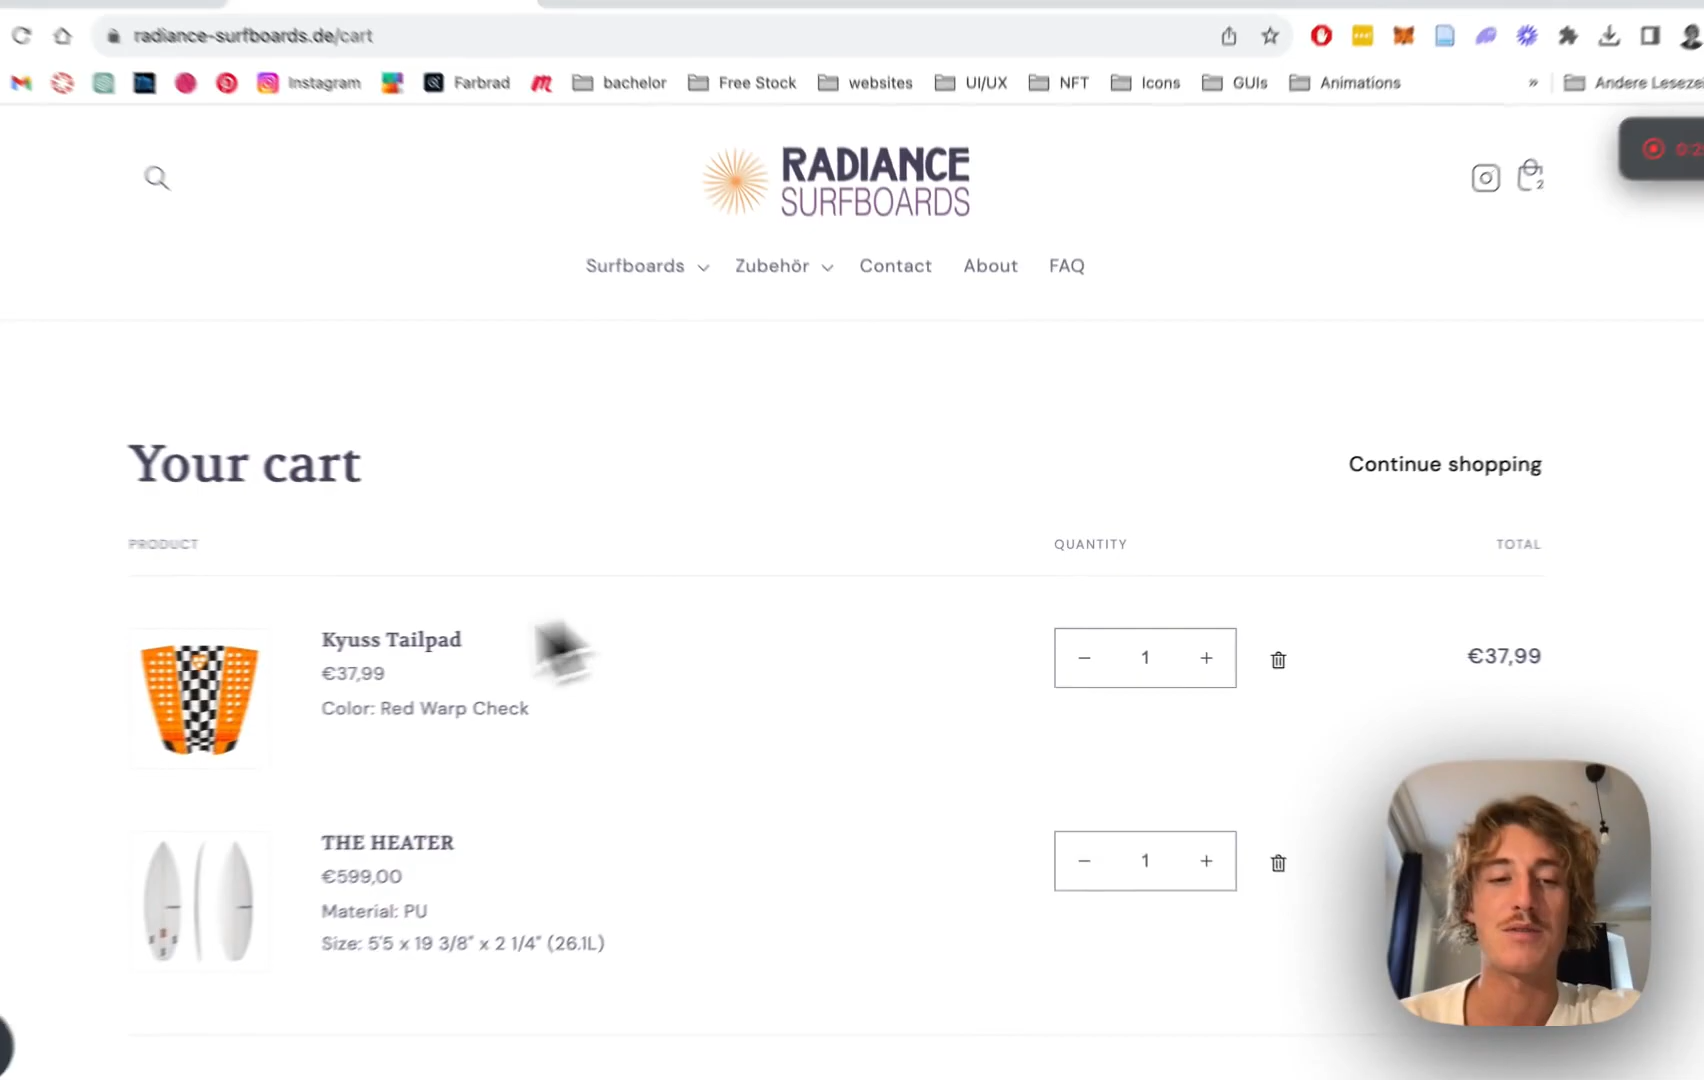 radiance-surfboards.de/cart
Instagram
Farbrad
bachelor
Free Stock
websites
UI/UX
NFT
Icons
GUIs
Animations
»
RADIANCE
SURFBOARDS
2
Surfboards
Zubehör
Contact
About
FAQ
Your cart
Continue shopping
PRODUCT
QUANTITY
TOTAL
Kyuss Tailpad
€37,99
Color: Red Warp Check
− 1 +
€37,99
THE HEATER
€599,00
Material: PU
Size: 5'5 x 19 3/8" x 2 1/4" (26.1L)
− 1 +